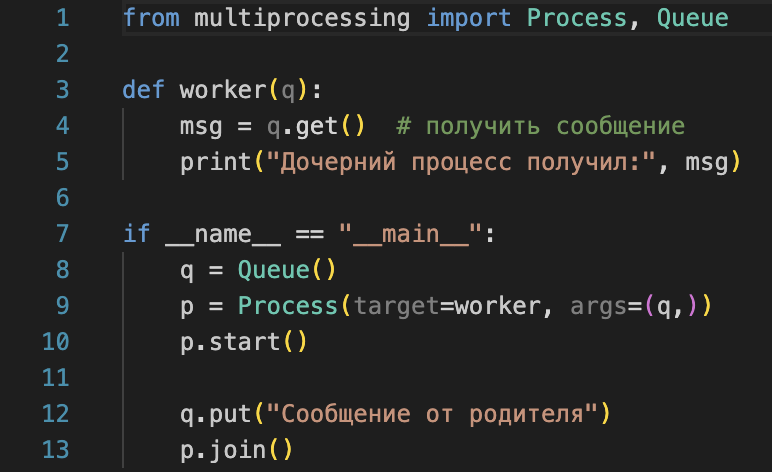 1 from multiprocessing import Process, Queue
2
3 def worker(q):
4     msg = q.get()  # получить сообщение
5     print("Дочерний процесс получил:", msg)
6
7 if __name__ == "__main__":
8     q = Queue()
9     p = Process(target=worker, args=(q,))
10     p.start()
11
12     q.put("Сообщение от родителя")
13     p.join()